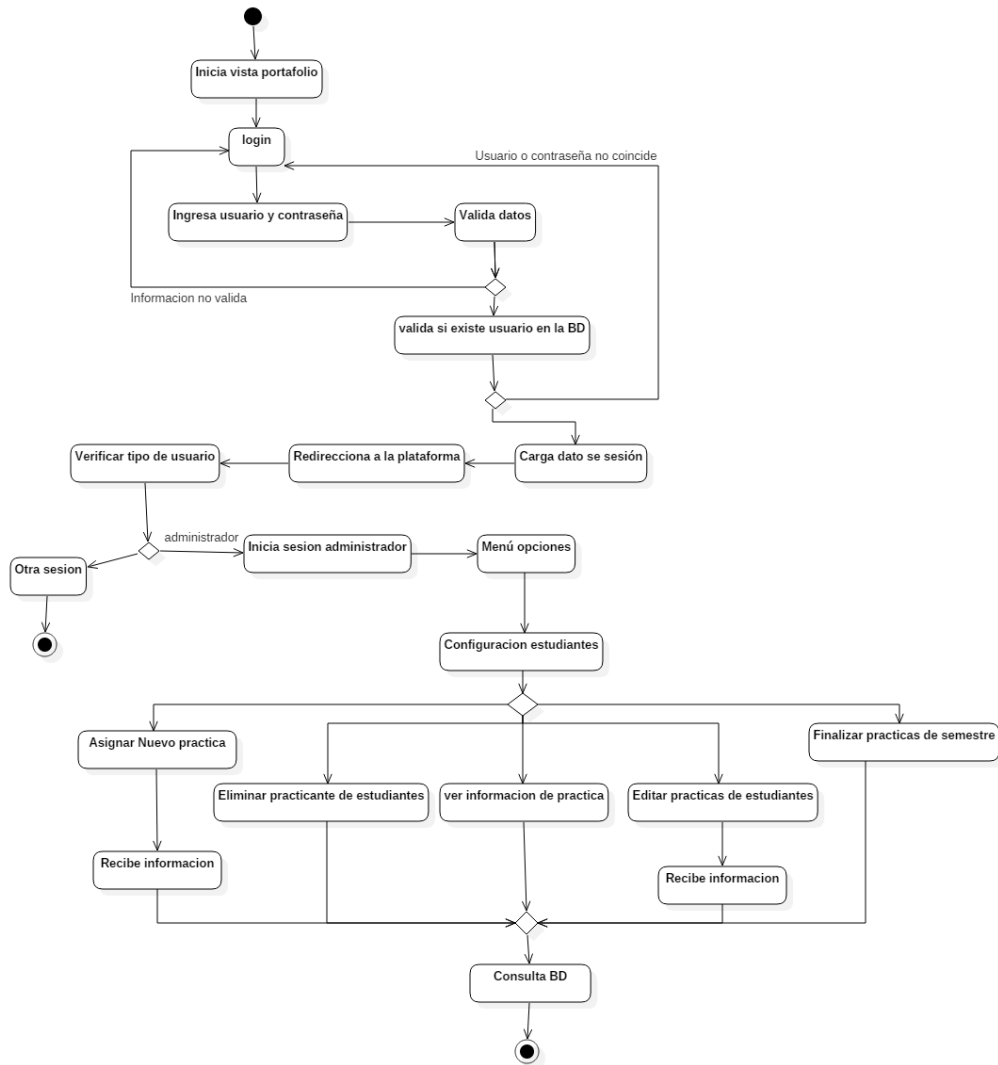 Inicia vista portafolio
login
Usuario o contraseña no coincide
Ingresa usuario y contraseña
Valida datos
Informacion no valida
valida si existe usuario en la BD
Verificar tipo de usuario
Redirecciona a la plataforma
Carga dato se sesión
administrador
Inicia sesion administrador
Menú opciones
Otra sesion
Configuracion estudiantes
Asignar Nuevo practica
Finalizar practicas de semestre
Eliminar practicante de estudiantes
ver informacion de practica
Editar practicas de estudiantes
Recibe informacion
Recibe informacion
Consulta BD